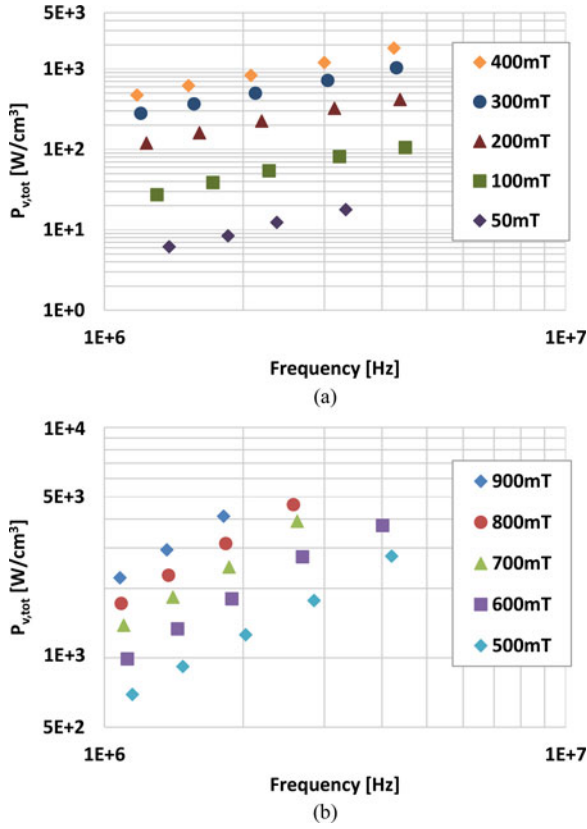 5E+3
1E+3
1E+2
1E+1
1E+0
P_v,tot [W/cm³]
400mT
300mT
200mT
100mT
50mT
1E+6
1E+7
Frequency [Hz]
(a)
1E+4
5E+3
1E+3
5E+2
P_v,tot [W/cm³]
900mT
800mT
700mT
600mT
500mT
1E+6
1E+7
Frequency [Hz]
(b)